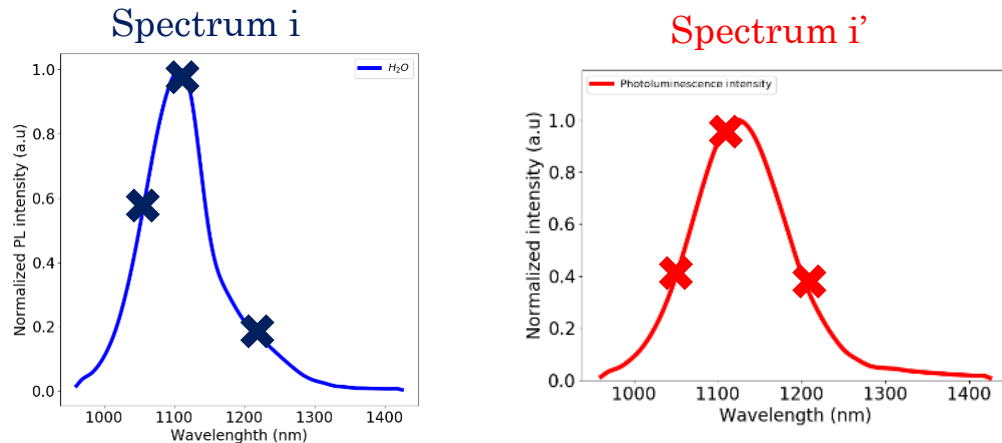 Spectrum i
H₂O
Normalized PL intensity (a.u)
1.0
0.8
0.6
0.4
0.2
0.0
1000 1100 1200 1300 1400
Wavelenghth (nm)
Spectrum i’
Photoluminescence intensity
Normalized intensity (a.u)
1.0
0.8
0.6
0.4
0.2
0.0
1000 1100 1200 1300 1400
Wavelength (nm)